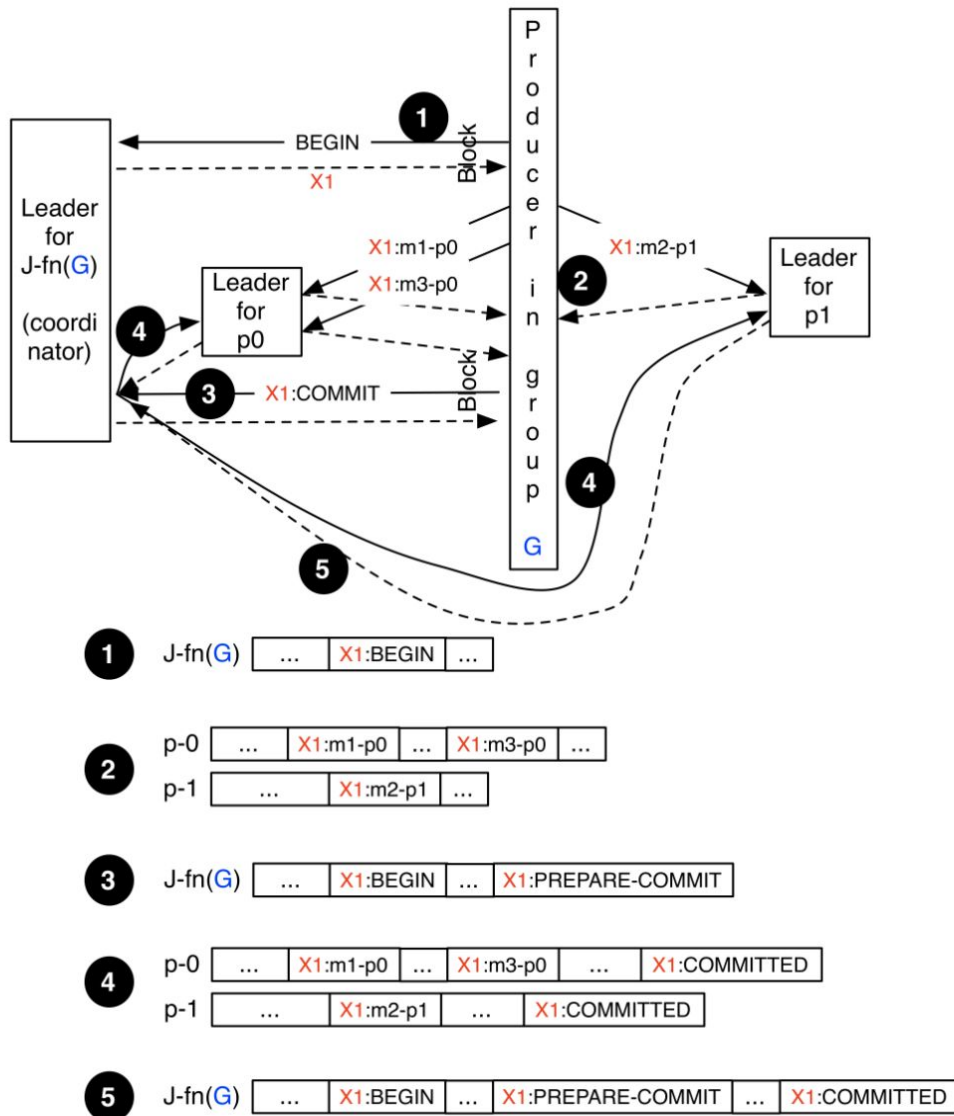 Producer in group G
1
Block
BEGIN
X1
Leader
for
J-fn(G)
(coordi
nator)
X1:m1-p0
X1:m2-p1
X1:m3-p0
Leader
for
p0
2
Leader
for
p1
4
3
X1:COMMIT
Block
4
5
1
J-fn(G)
...
X1:BEGIN
...
2
p-0
...
X1:m1-p0
...
X1:m3-p0
...
p-1
...
X1:m2-p1
...
3
J-fn(G)
...
X1:BEGIN
...
X1:PREPARE-COMMIT
4
p-0
...
X1:m1-p0
...
X1:m3-p0
...
X1:COMMITTED
p-1
...
X1:m2-p1
...
X1:COMMITTED
5
J-fn(G)
...
X1:BEGIN
...
X1:PREPARE-COMMIT
...
X1:COMMITTED